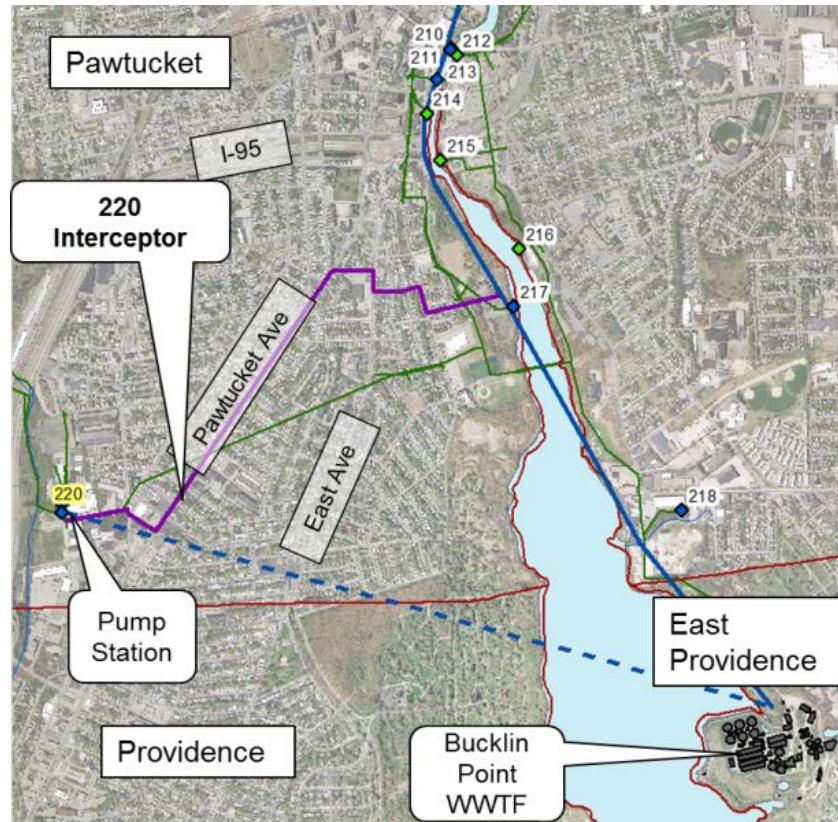 Pawtucket
210
212
211
213
214
I-95
215
220
Interceptor
216
217
Pawtucket Ave
East Ave
220
218
Pump
Station
East
Providence
Providence
Bucklin
Point
WWTF